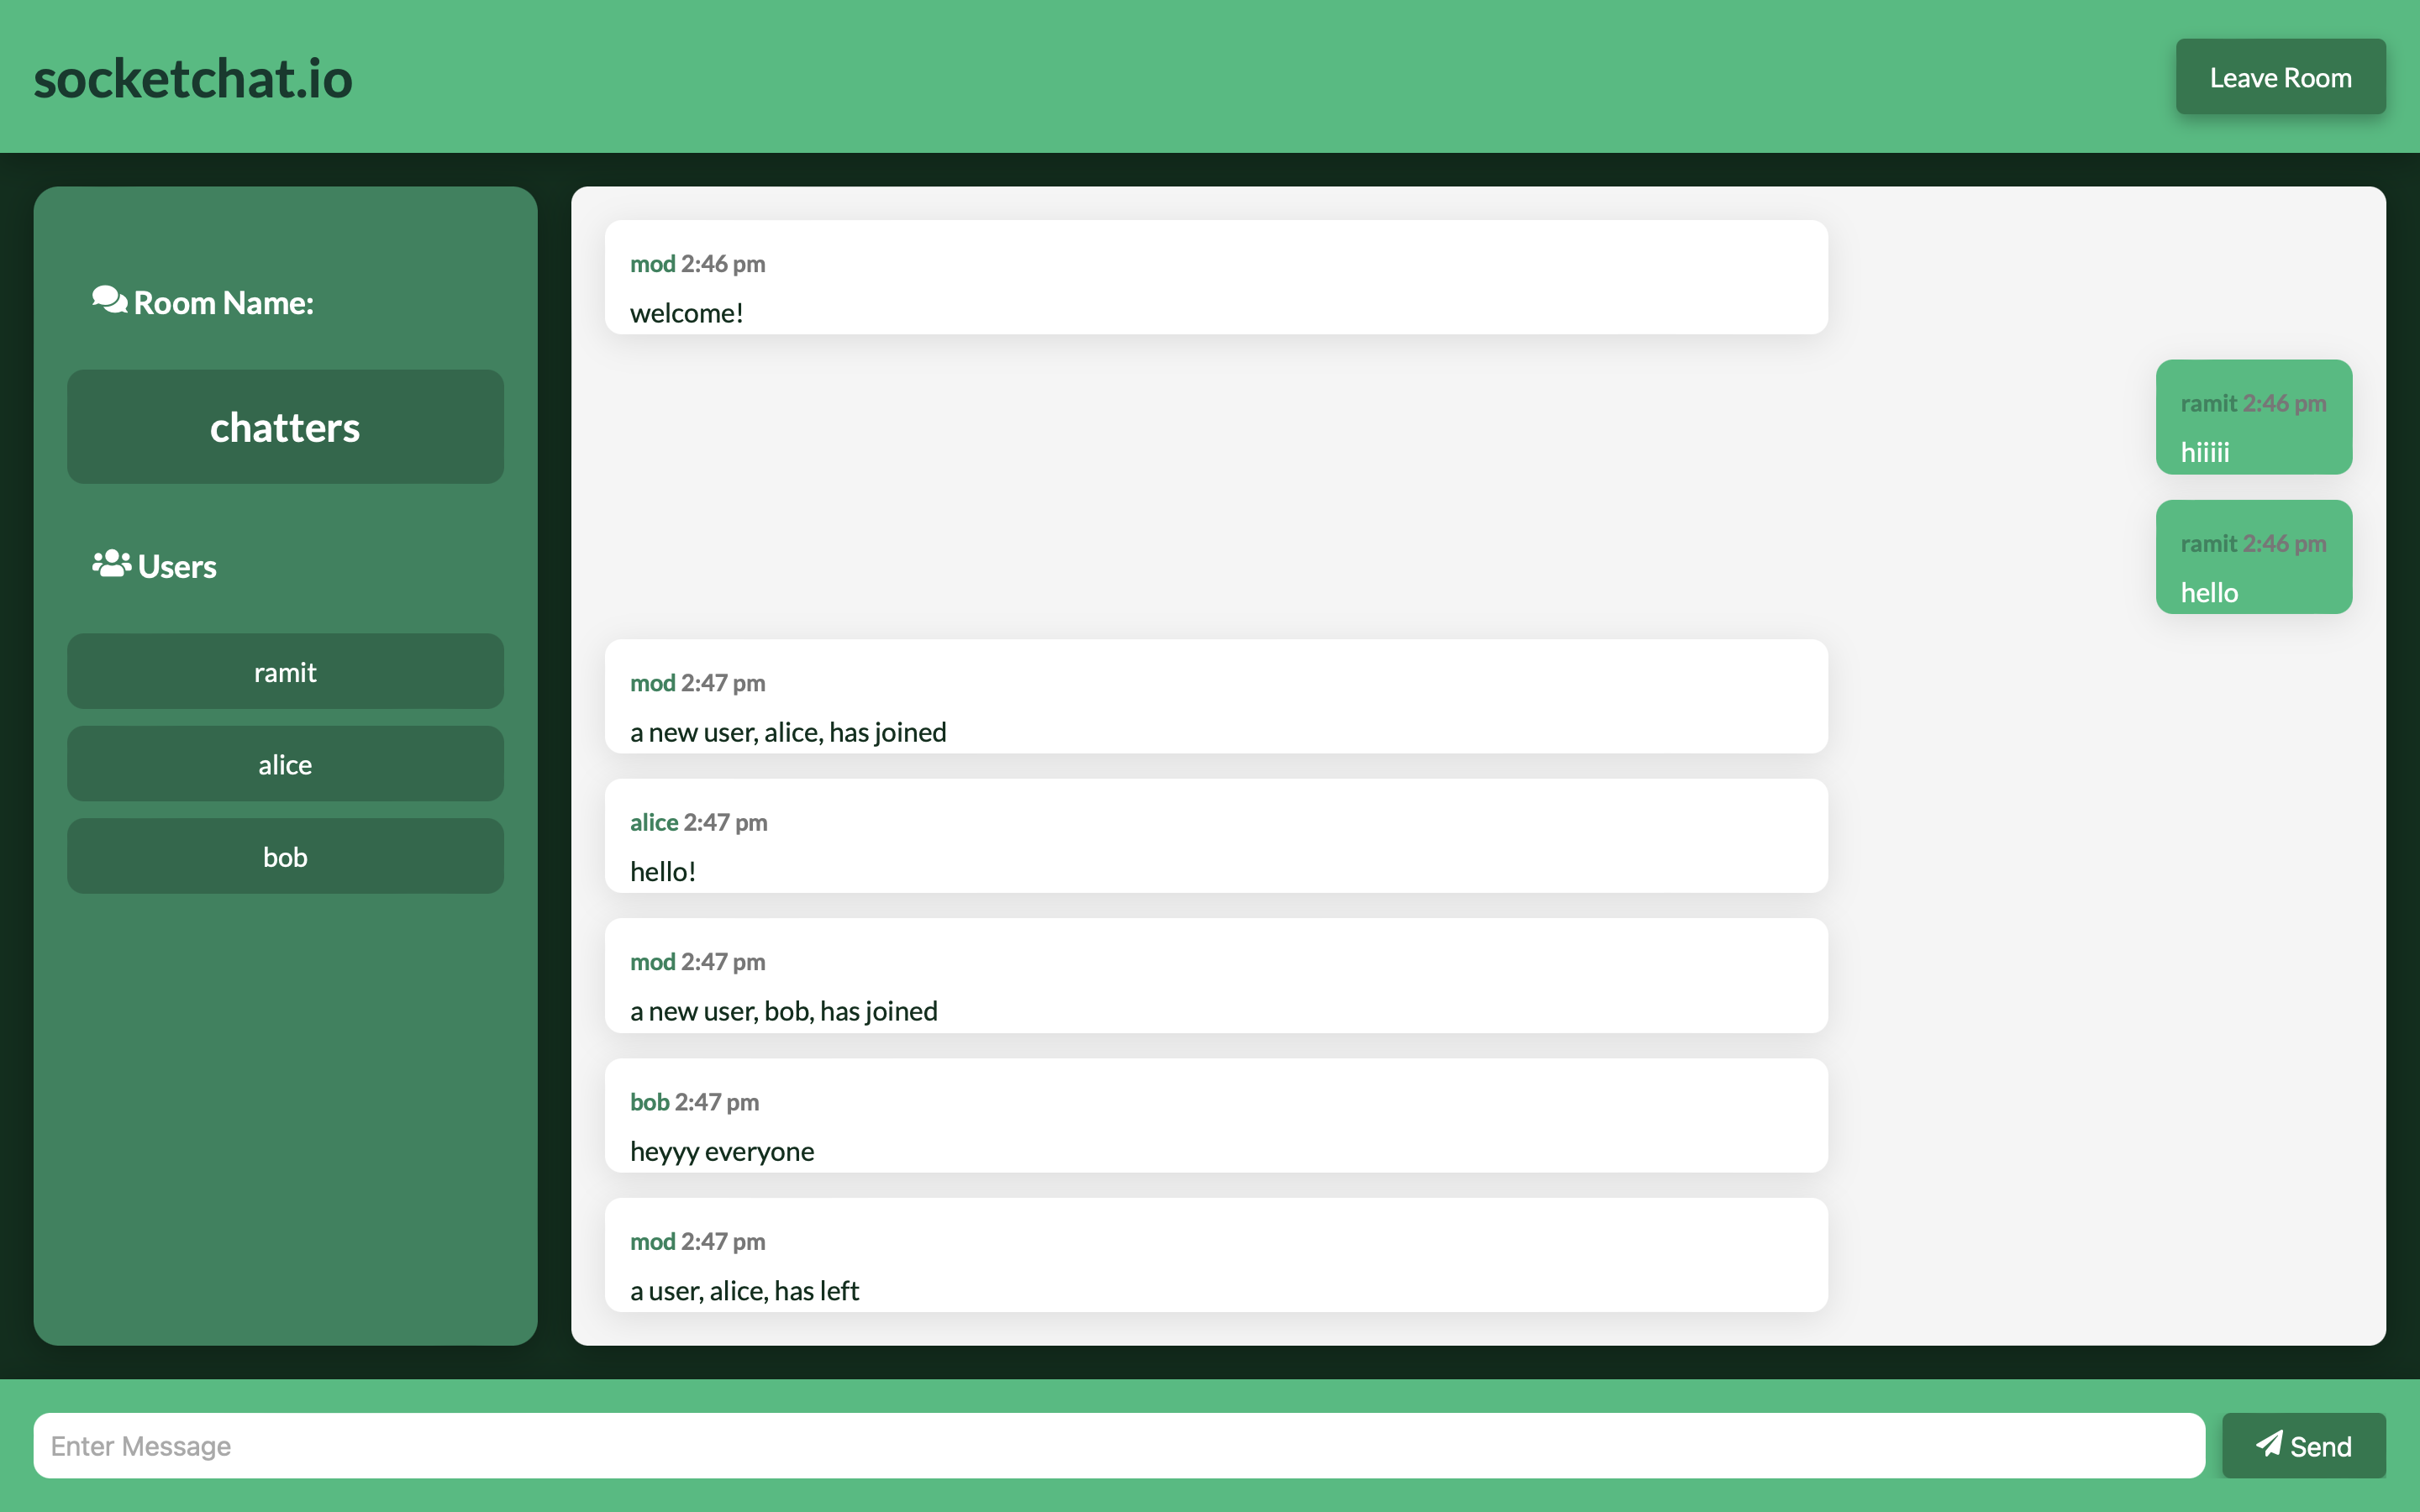 socketchat.io
Leave Room
Room Name:
chatters
Users
ramit
alice
bob
mod 2:46 pm
welcome!
ramit 2:46 pm
hiiiii
ramit 2:46 pm
hello
mod 2:47 pm
a new user, alice, has joined
alice 2:47 pm
hello!
mod 2:47 pm
a new user, bob, has joined
bob 2:47 pm
heyyy everyone
mod 2:47 pm
a user, alice, has left
Enter Message
Send